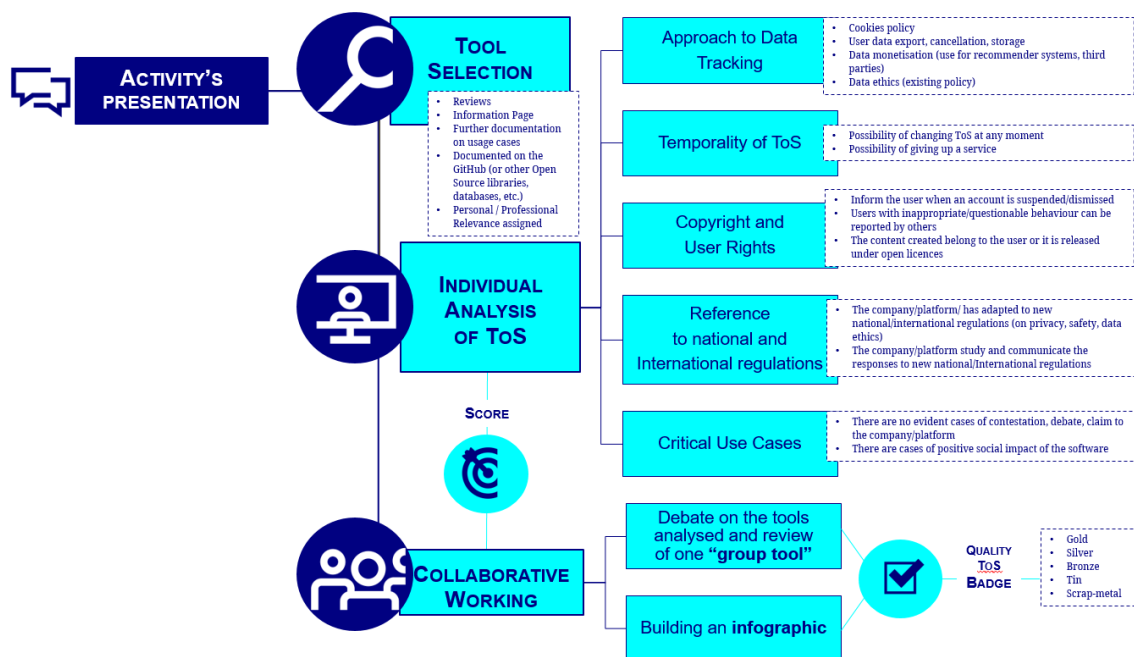 ACTIVITY'S
PRESENTATION
TOOL
SELECTION
• Reviews
• Information Page
• Further documentation
on usage cases
• Documented on the
GitHub (or other Open
Source libraries,
databases, etc.)
• Personal / Professional
Relevance assigned
INDIVIDUAL
ANALYSIS
OF TOS
SCORE
COLLABORATIVE
WORKING
Approach to Data
Tracking
• Cookies policy
• User data export, cancellation, storage
• Data monetisation (use for recommender systems, third
parties)
• Data ethics (existing policy)
Temporality of ToS
• Possibility of changing ToS at any moment
• Possibility of giving up a service
Copyright and
User Rights
• Inform the user when an account is suspended/dismissed
• Users with inappropriate/questionable behaviour can be
reported by others
• The content created belong to the user or it is released
under open licences
Reference
to national and
International regulations
• The company/platform/ has adapted to new
national/international regulations (on privacy, safety, data
ethics)
• The company/platform study and communicate the
responses to new national/International regulations
Critical Use Cases
• There are no evident cases of contestation, debate, claim to
the company/platform
• There are cases of positive social impact of the software
Debate on the tools
analysed and review
of one “group tool”
Building an infographic
QUALITY
TOS
BADGE
• Gold
• Silver
• Bronze
• Tin
• Scrap-metal